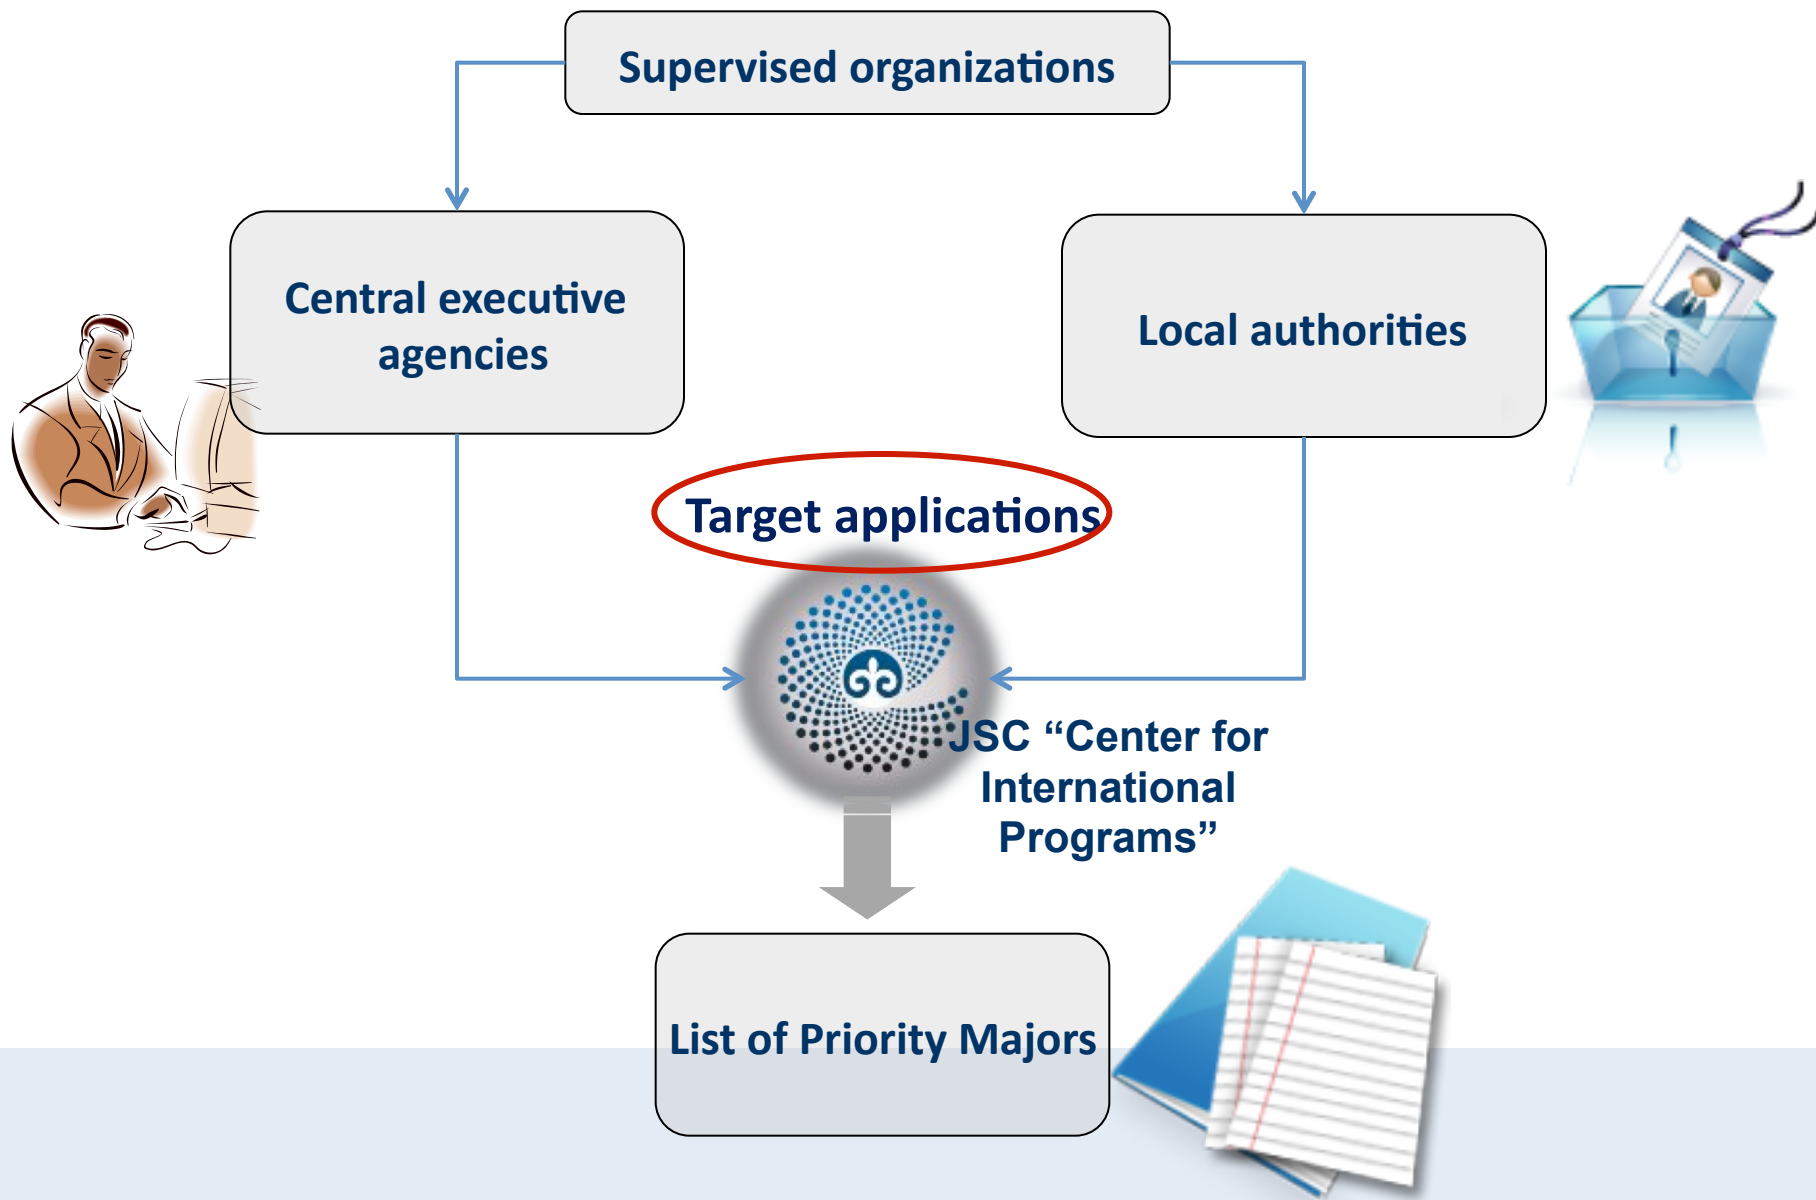 Supervised organizations
Central executive
agencies
Local authorities
Target applications
JSC “Center for
International
Programs”
List of Priority Majors